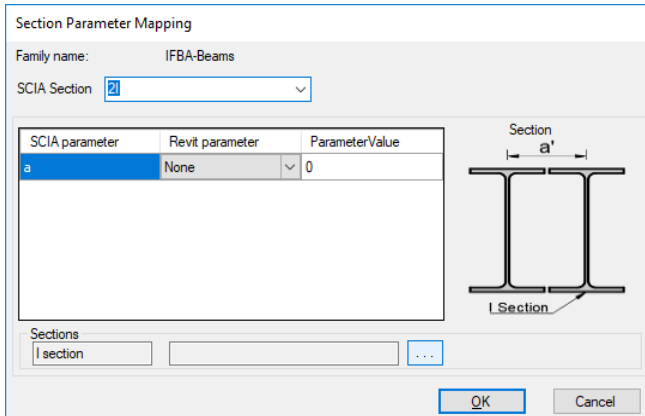 Section Parameter Mapping
Family name: IFBA-Beams
SCIA Section 2I
Section
SCIA parameter Revit parameter ParameterValue
a'
a None 0
I Section
Sections
I section ...
OK Cancel